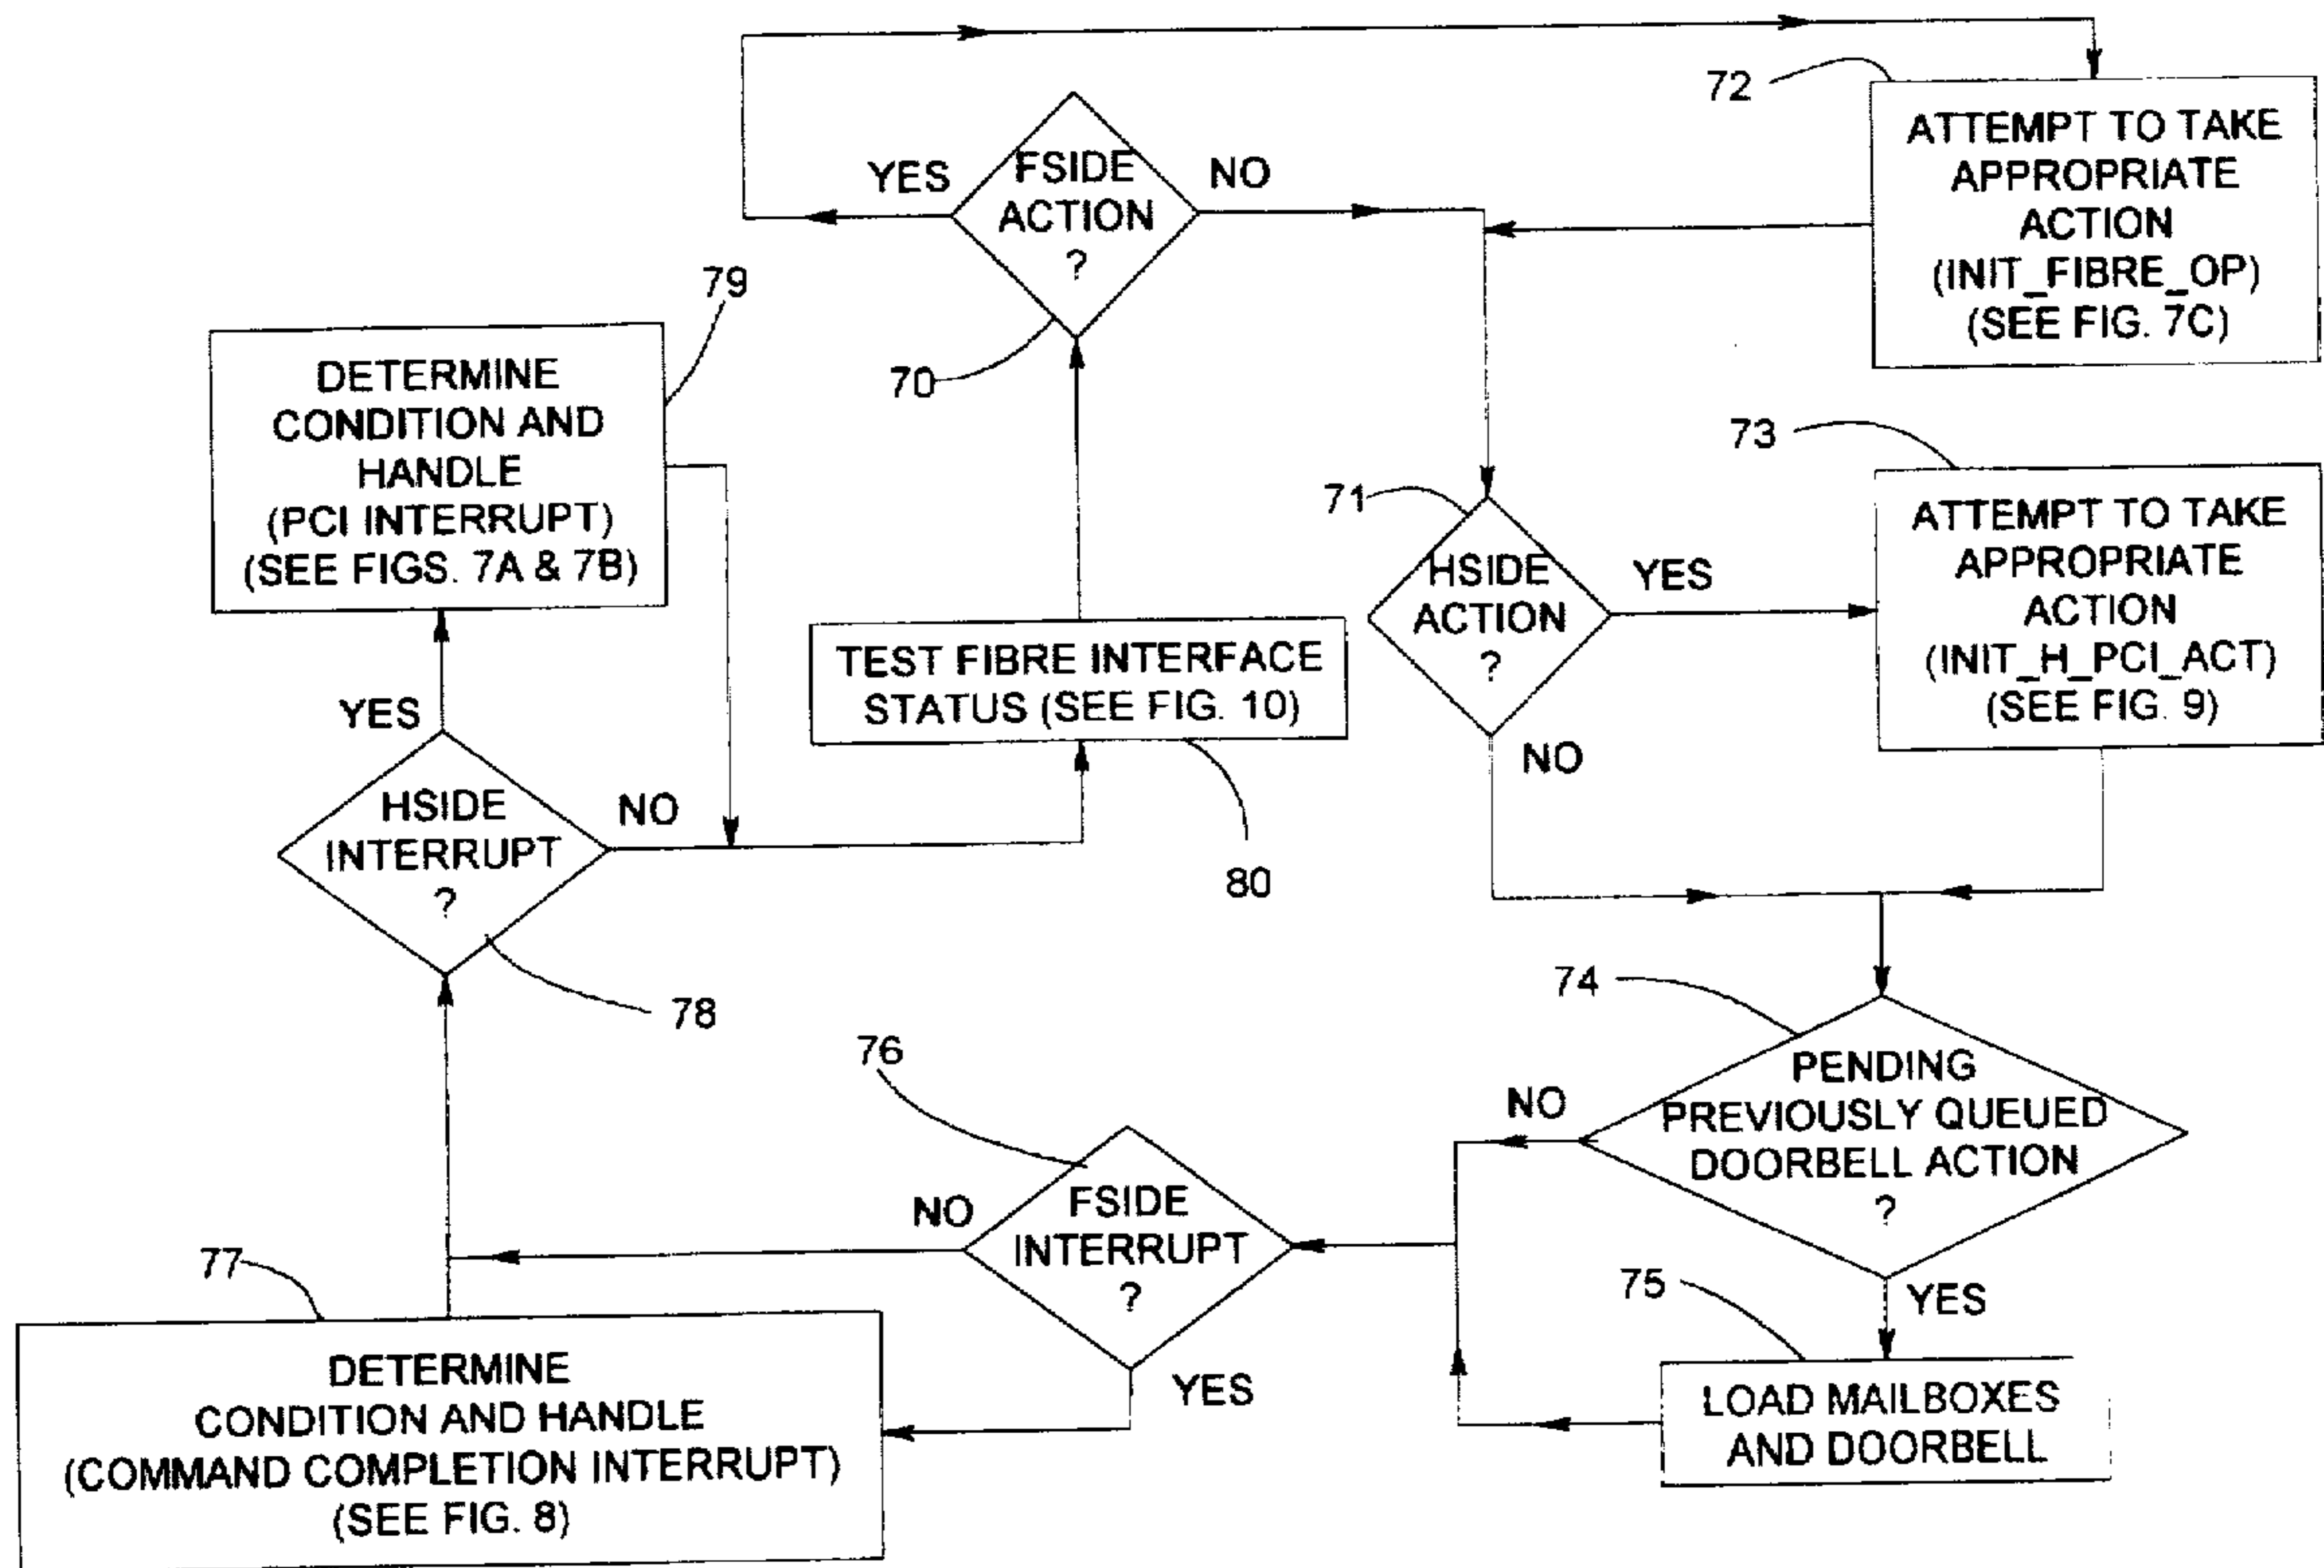 72
ATTEMPT TO TAKE
APPROPRIATE
ACTION
(INIT_FIBRE_OP)
(SEE FIG. 7C)
YES
FSIDE
ACTION
?
NO
70
79
DETERMINE
CONDITION AND
HANDLE
(PCI INTERRUPT)
(SEE FIGS. 7A & 7B)
73
ATTEMPT TO TAKE
APPROPRIATE
ACTION
(INIT_H_PCI_ACT)
(SEE FIG. 9)
71
HSIDE
ACTION
?
YES
NO
TEST FIBRE INTERFACE
STATUS (SEE FIG. 10)
80
YES
HSIDE
INTERRUPT
?
NO
78
74
PENDING
PREVIOUSLY QUEUED
DOORBELL ACTION
?
NO
YES
76
FSIDE
INTERRUPT
?
NO
YES
75
LOAD MAILBOXES
AND DOORBELL
77
DETERMINE
CONDITION AND HANDLE
(COMMAND COMPLETION INTERRUPT)
(SEE FIG. 8)